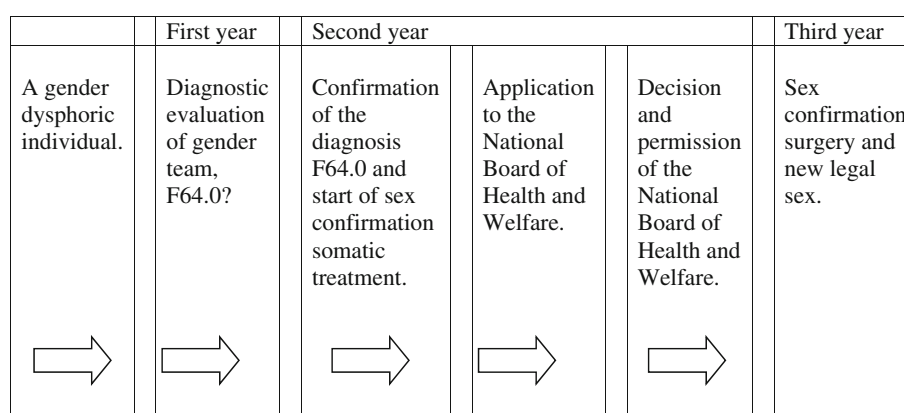 First year
Second year
Third year
A gender
dysphoric
individual.
Diagnostic
evaluation
of gender
team,
F64.0?
Confirmation
of the
diagnosis
F64.0 and
start of sex
confirmation
somatic
treatment.
Application
to the
National
Board of
Health and
Welfare.
Decision
and
permission
of the
National
Board of
Health and
Welfare.
Sex
confirmation
surgery and
new legal
sex.